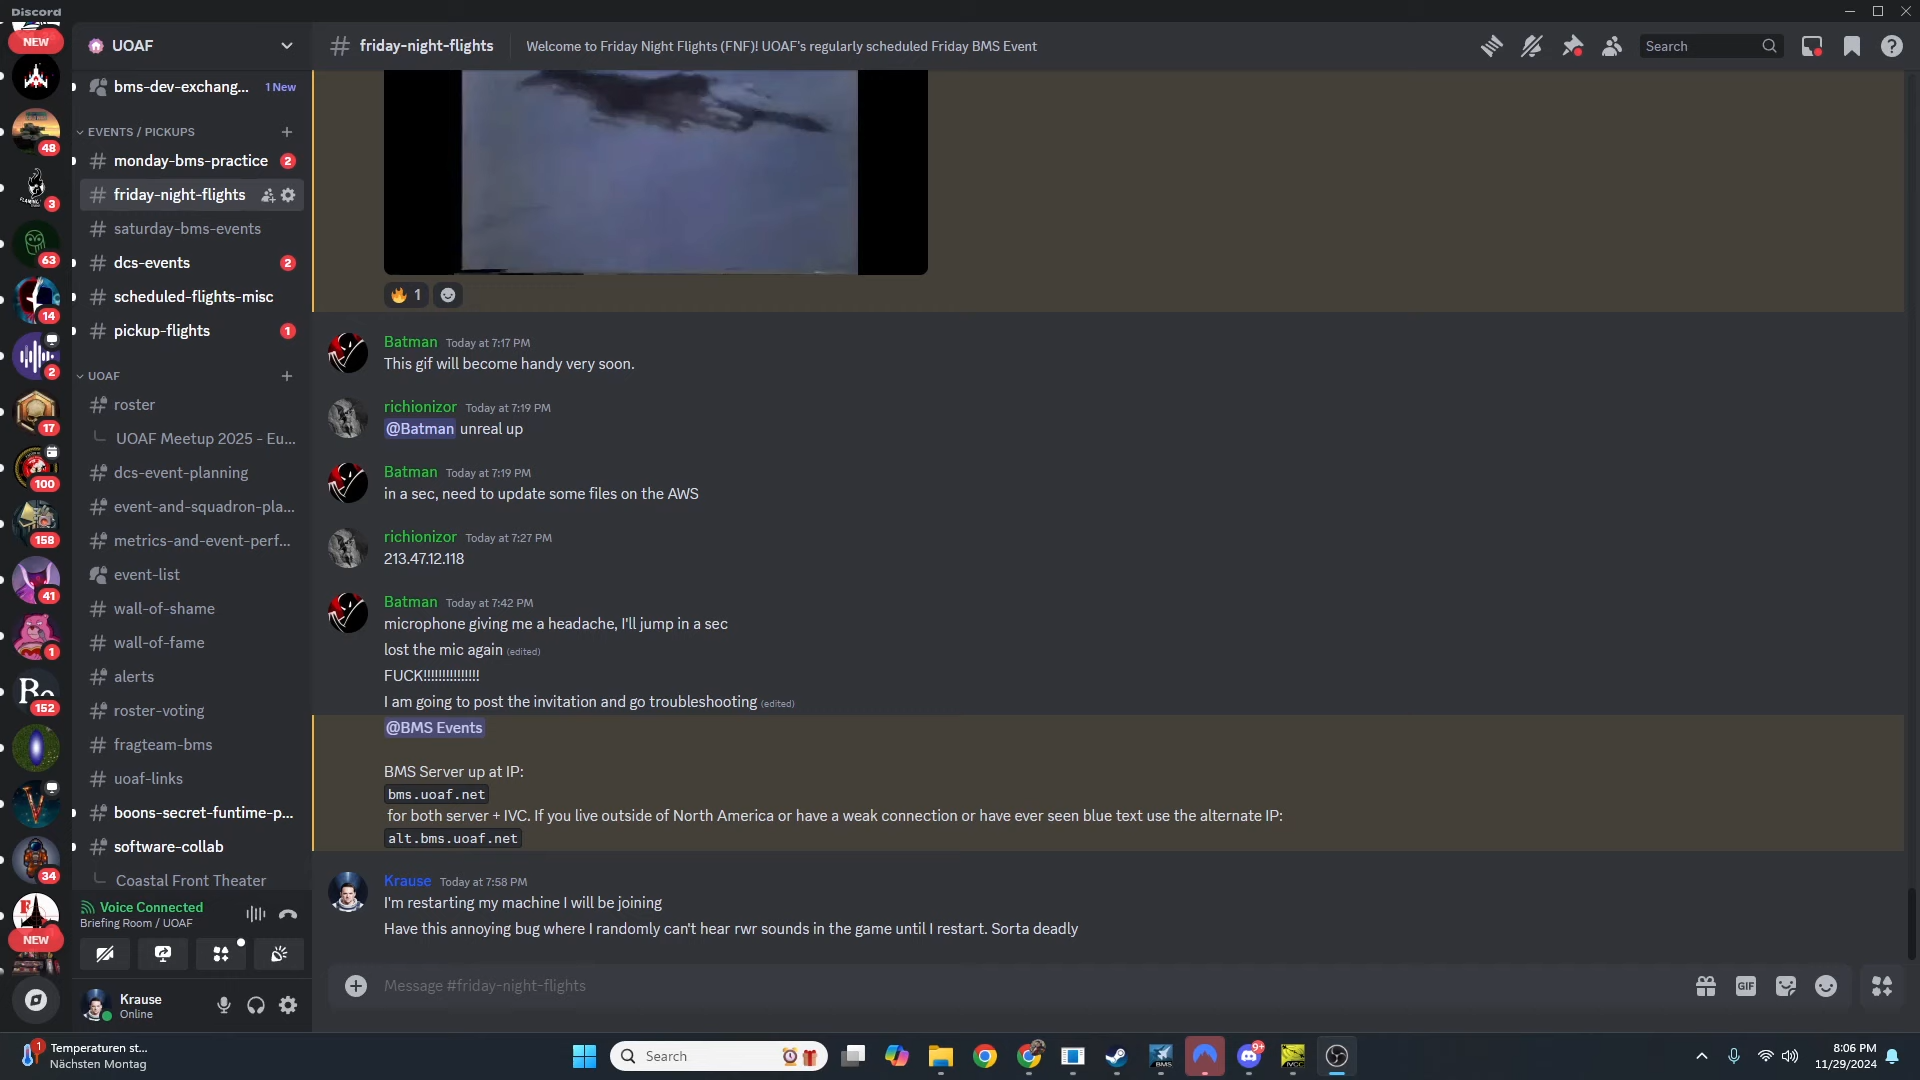 Discord
NEW
UOAF
friday-night-flights
Welcome to Friday Night Flights (FNF)! UOAF's regularly scheduled Friday BMS Event
Search
bms-dev-exchang...
1 New
EVENTS / PICKUPS
monday-bms-practice
2
friday-night-flights
saturday-bms-events
dcs-events
2
scheduled-flights-misc
pickup-flights
1
UOAF
roster
UOAF Meetup 2025 - Eu...
dcs-event-planning
event-and-squadron-pla...
metrics-and-event-perf...
event-list
wall-of-shame
wall-of-fame
alerts
roster-voting
fragteam-bms
uoaf-links
boons-secret-funtime-p...
software-collab
Coastal Front Theater
48
3
63
14
2
17
100
158
41
1
152
34
NEW
1
Batman Today at 7:17 PM
This gif will become handy very soon.
richionizor Today at 7:19 PM
@Batman unreal up
Batman Today at 7:19 PM
in a sec, need to update some files on the AWS
richionizor Today at 7:27 PM
213.47.12.118
Batman Today at 7:42 PM
microphone giving me a headache, I'll jump in a sec
lost the mic again (edited)
FUCK!!!!!!!!!!!!!!!
I am going to post the invitation and go troubleshooting (edited)
@BMS Events
BMS Server up at IP:
bms.uoaf.net
for both server + IVC. If you live outside of North America or have a weak connection or have ever seen blue text use the alternate IP:
alt.bms.uoaf.net
Krause Today at 7:58 PM
I'm restarting my machine I will be joining
Have this annoying bug where I randomly can't hear rwr sounds in the game until I restart. Sorta deadly
Message #friday-night-flights
GIF
Voice Connected
Briefing Room / UOAF
Krause
Online
1
Temperaturen st...
Nächsten Montag
Search
BMS
9+
IVCC
8:06 PM
11/29/2024